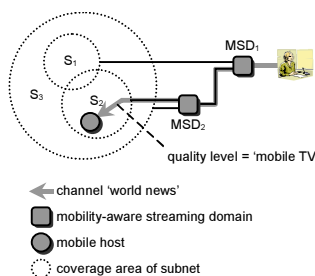 MSD1
S1
S3
S2
MSD2
quality level = 'mobile TV
channel 'world news'
mobility-aware streaming domain
mobile host
coverage area of subnet